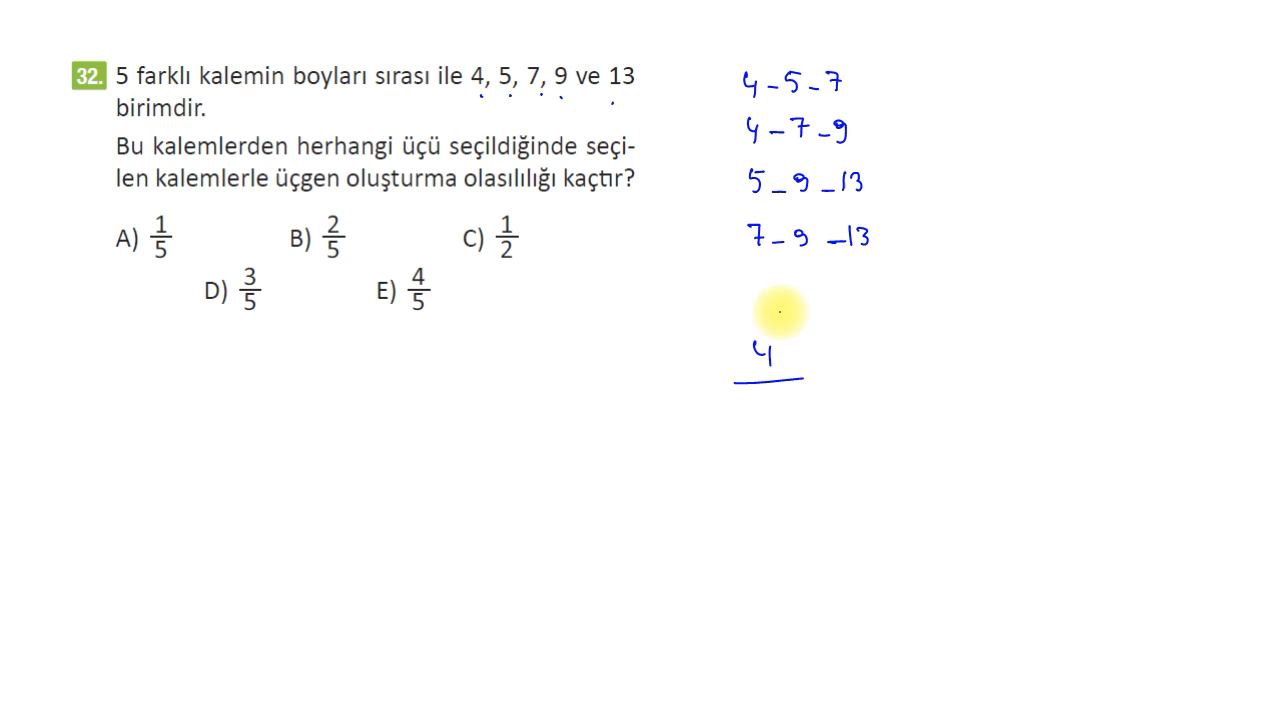 32. 5 farklı kalemin boyları sırası ile 4, 5, 7, 9 ve 13
birimdir.
Bu kalemlerden herhangi üçü seçildiğinde seçi-
len kalemlerle üçgen oluşturma olasılılığı kaçtır?
A) 1/5 B) 2/5 C) 1/2
D) 3/5 E) 4/5
4 - 5 - 7
4 - 7 - 9
5 - 9 - 13
7 - 9 - 13
4